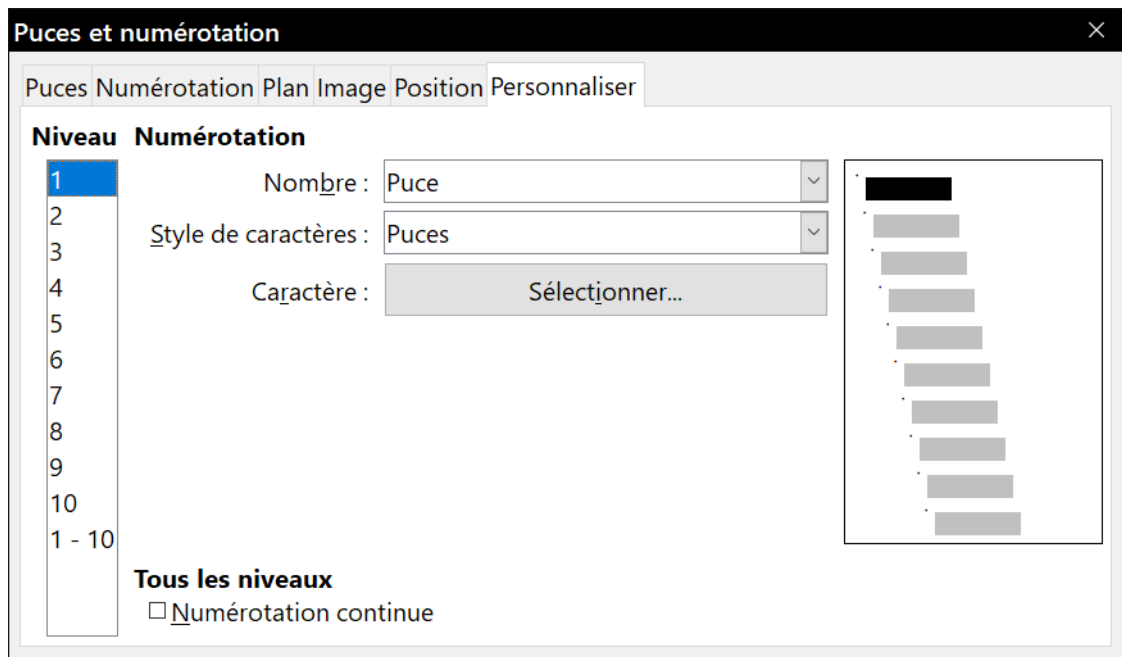 Puces et numérotation
Puces Numérotation Plan Image Position Personnaliser
Niveau Numérotation
1
2
3
4
5
6
7
8
9
10
1 - 10
Nombre : Puce
Style de caractères : Puces
Caractère : Sélectionner...
Tous les niveaux
Numérotation continue